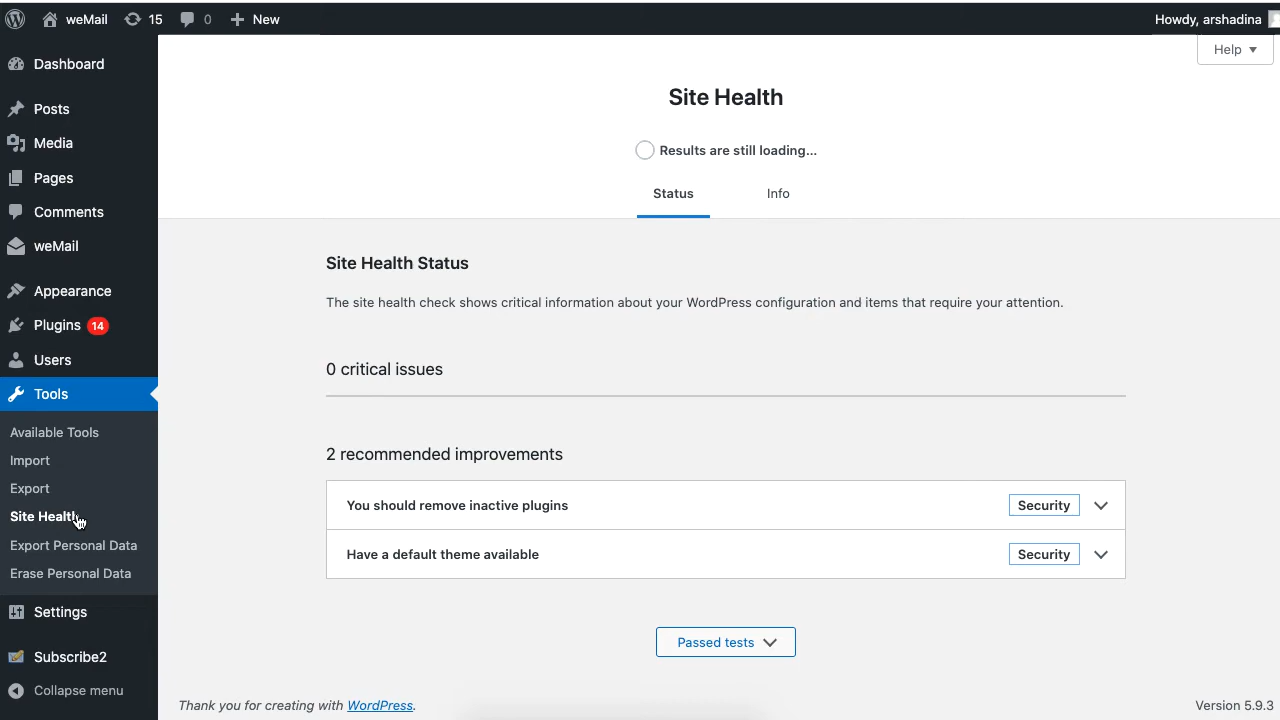 weMail 15 0 New Howdy, arshadina
Help
Dashboard
Posts
Media
Pages
Comments
weMail
Appearance
Plugins 14
Users
Tools
Available Tools
Import
Export
Site Health
Export Personal Data
Erase Personal Data
Settings
Subscribe2
Collapse menu
Site Health
Results are still loading...
Status Info
Site Health Status
The site health check shows critical information about your WordPress configuration and items that require your attention.
0 critical issues
2 recommended improvements
You should remove inactive plugins Security
Have a default theme available Security
Passed tests
Thank you for creating with WordPress. Version 5.9.3